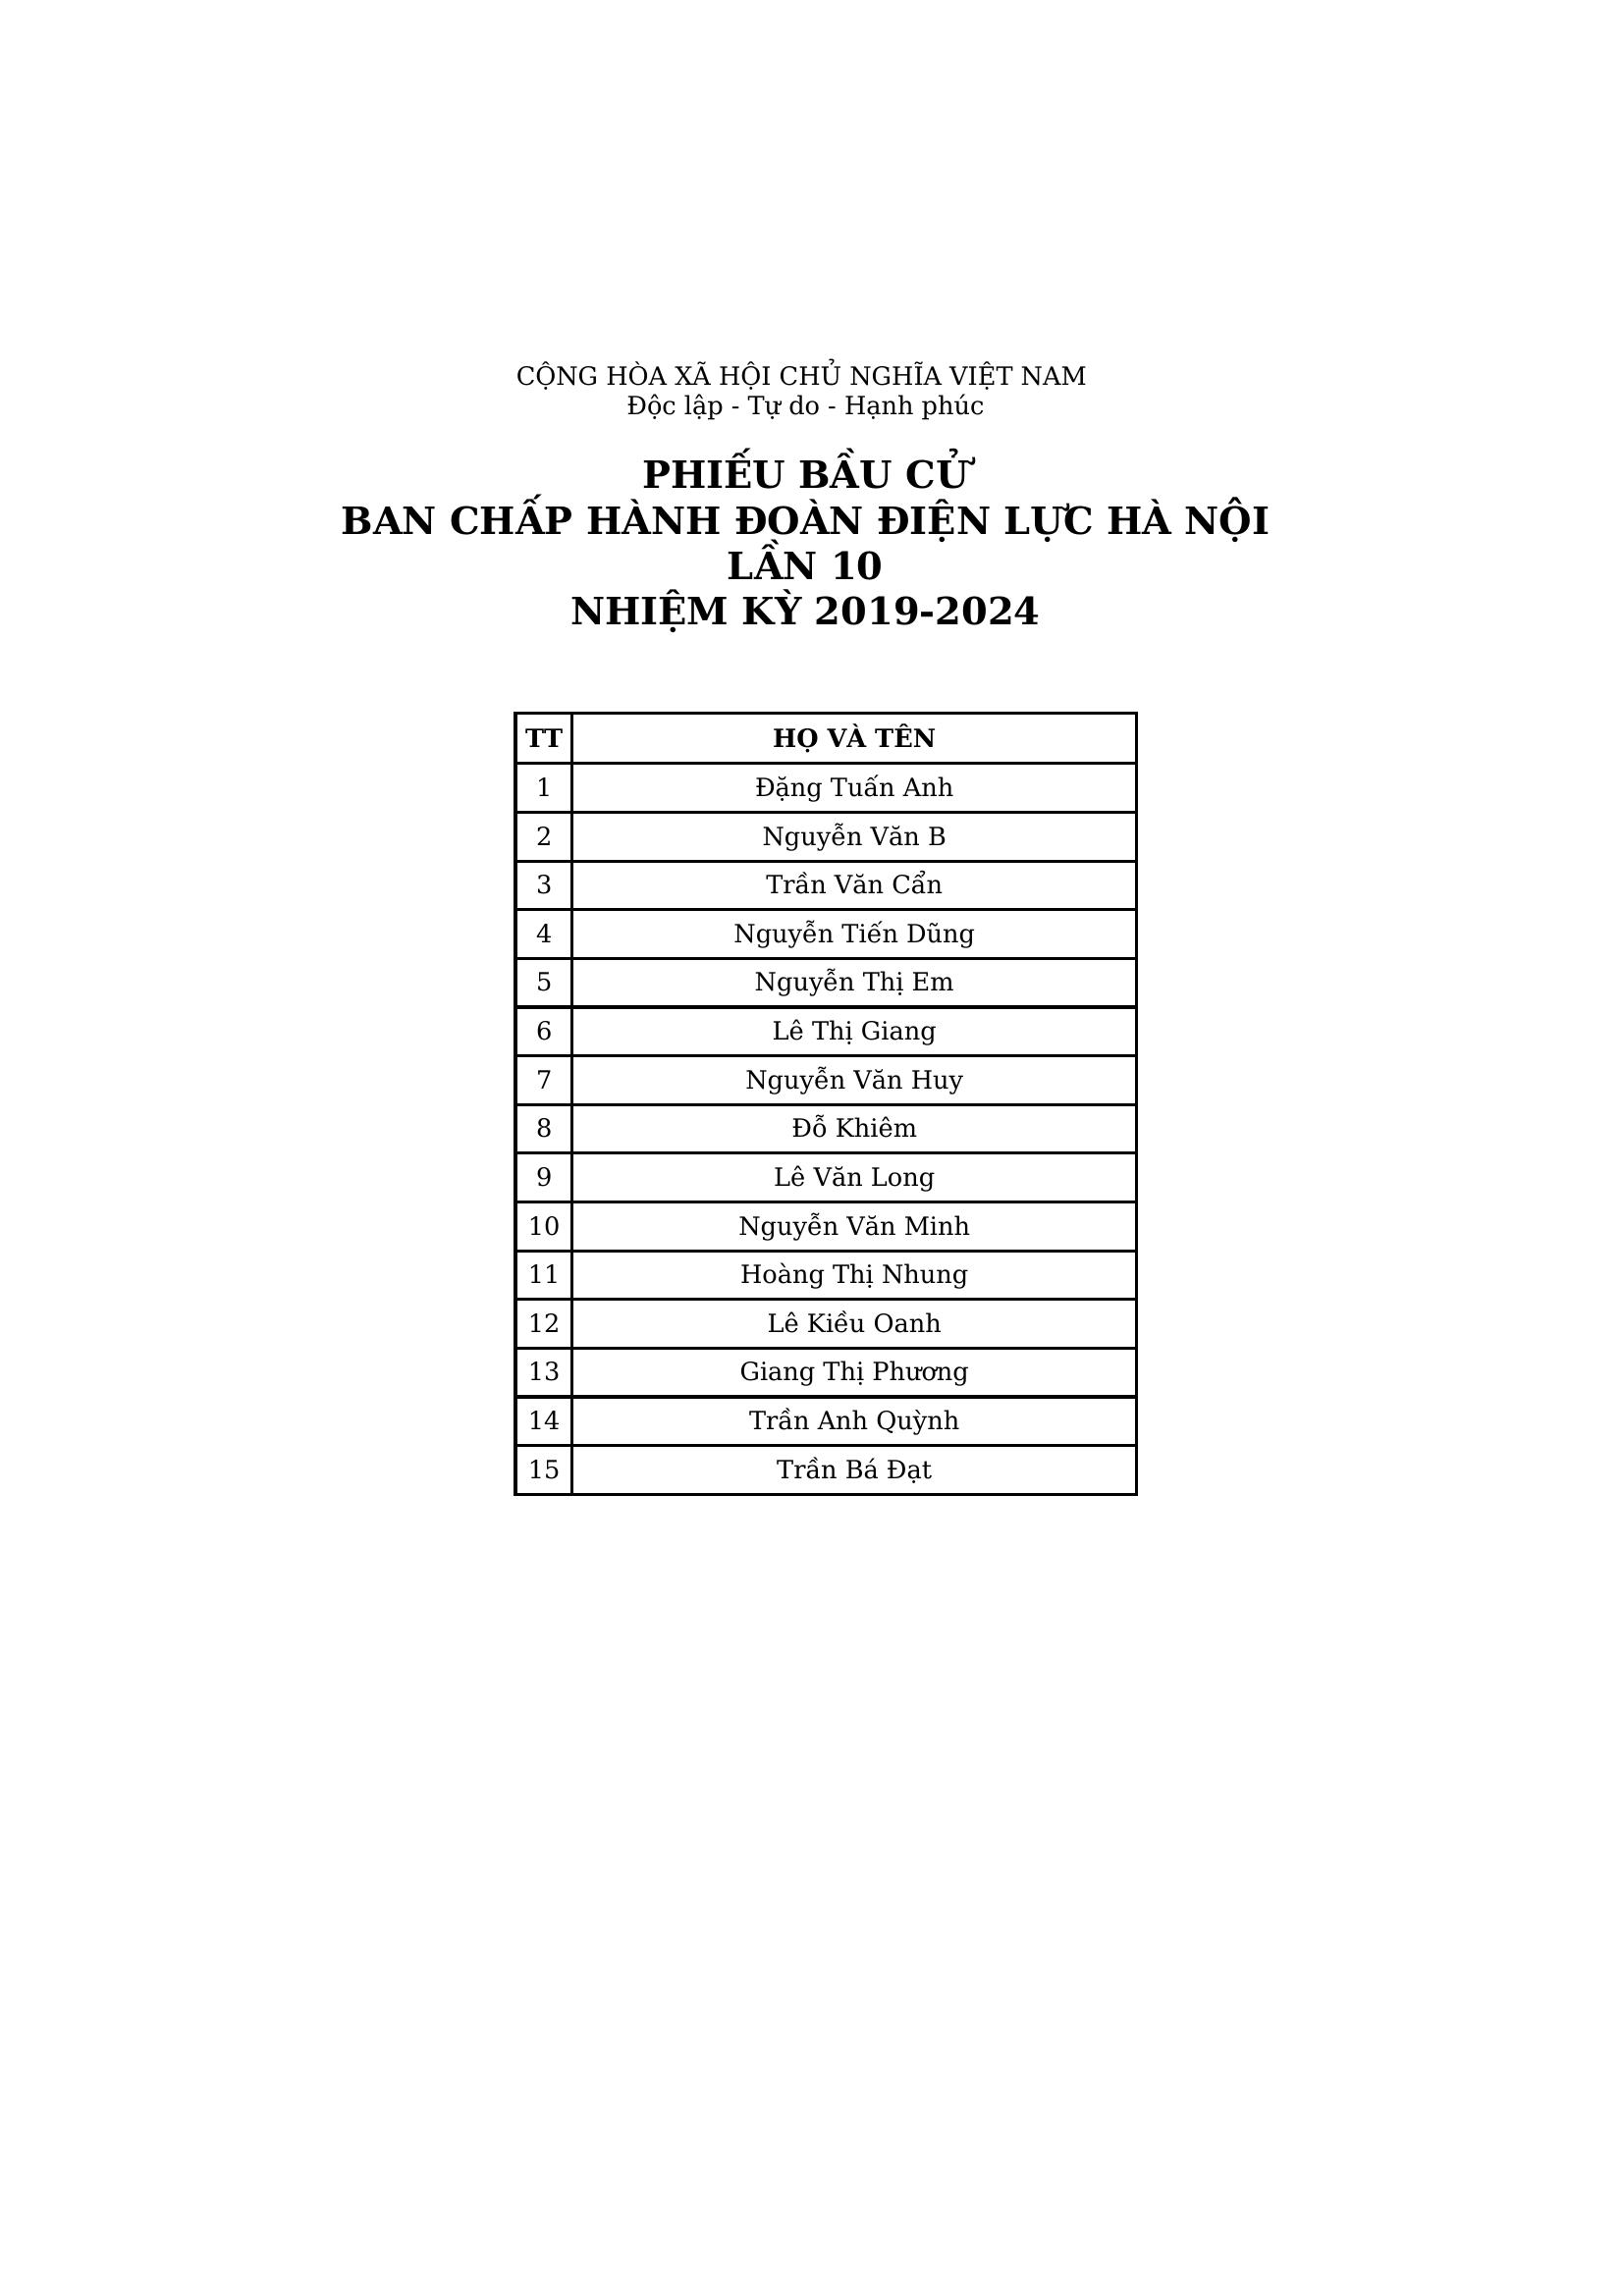 CỘNG HÒA XÃ HỘI CHỦ NGHĨA VIỆT NAM
Độc lập - Tự do - Hạnh phúc
PHIẾU BẦU CỬ
BAN CHẤP HÀNH ĐOÀN ĐIỆN LỰC HÀ NỘI
LẦN 10
NHIỆM KỲ 2019-2024
TT HỌ VÀ TÊN
1 Đặng Tuấn Anh
2 Nguyễn Văn B
3 Trần Văn Cẩn
4 Nguyễn Tiến Dũng
5 Nguyễn Thị Em
6 Lê Thị Giang
7 Nguyễn Văn Huy
8 Đỗ Khiêm
9 Lê Văn Long
10 Nguyễn Văn Minh
11 Hoàng Thị Nhung
12 Lê Kiều Oanh
13 Giang Thị Phương
14 Trần Anh Quỳnh
15 Trần Bá Đạt